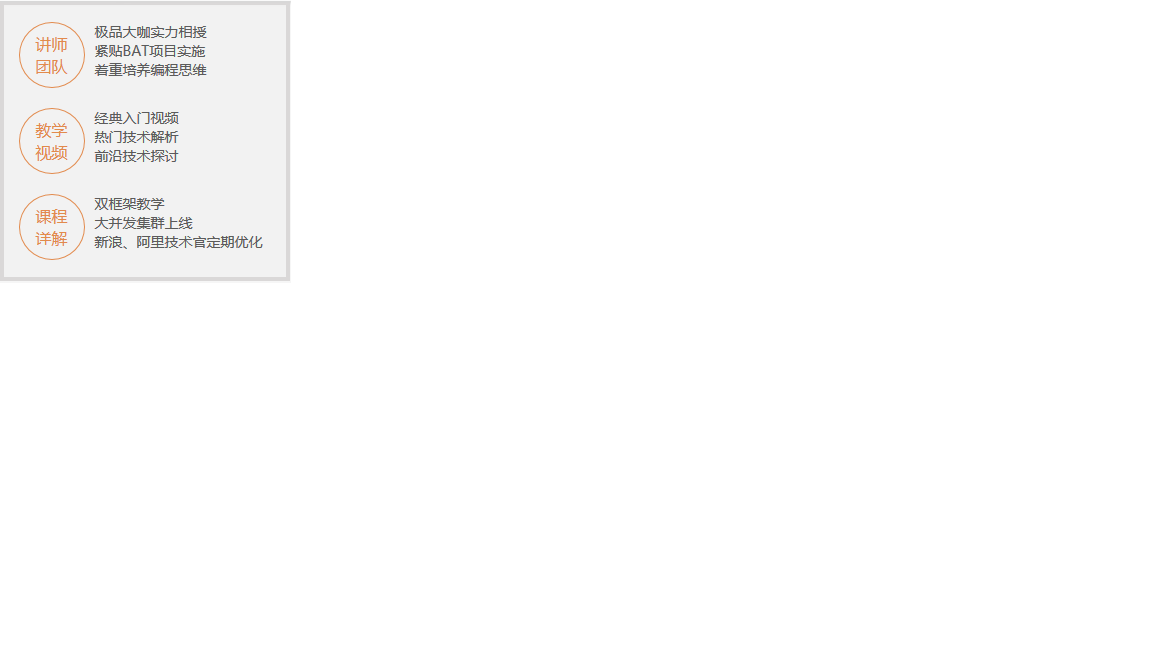 讲师
团队
极品大咖实力相授
紧贴BAT项目实施
着重培养编程思维
教学
视频
经典入门视频
热门技术解析
前沿技术探讨
课程
详解
双框架教学
大并发集群上线
新浪、阿里技术官定期优化